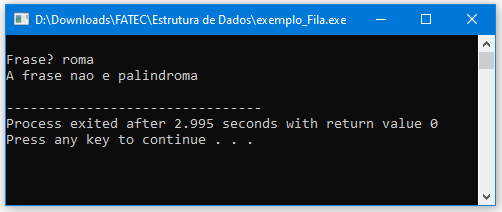 D:\Downloads\FATEC\Estrutura de Dados\exemplo_Fila.exe
Frase? roma
A frase nao e palindroma
--------------------------------
Process exited after 2.995 seconds with return value 0
Press any key to continue . . .